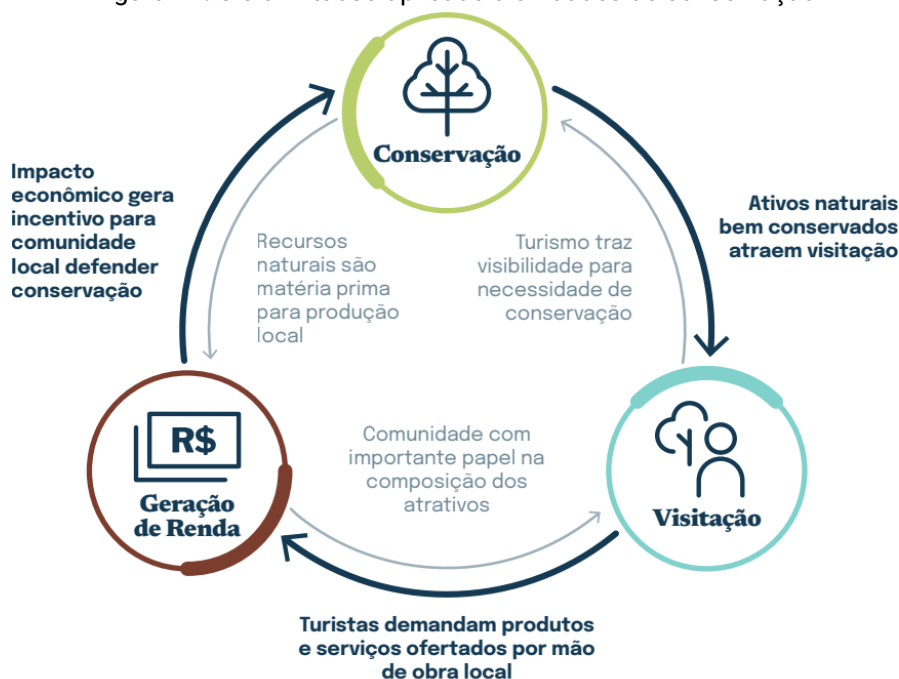 Conservação
Impacto
econômico gera
incentivo para
comunidade
local defender
conservação
Recursos
naturais são
matéria prima
para produção
local
Turismo traz
visibilidade para
necessidade de
conservação
Ativos naturais
bem conservados
atraem visitação
R$
Geração
de Renda
Comunidade com
importante papel na
composição dos
atrativos
Visitação
Turistas demandam produtos
e serviços ofertados por mão
de obra local